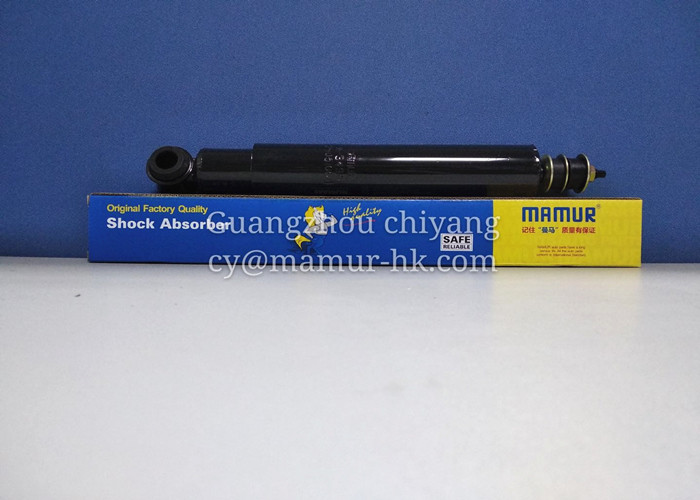 Original Factory Quality
Shock Absorber
High
Quality
SAFE
RELIABLE
MAMUR®
记住“曼马”质量有保证
Guangzhou chiyang
cy@mamur-hk.com